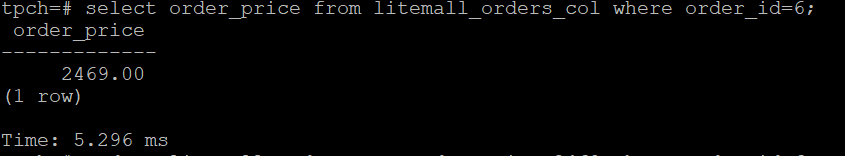 tpch=# select order_price from litemall_orders_col where order_id=6;
 order_price
-------------
     2469.00
(1 row)

Time: 5.296 ms